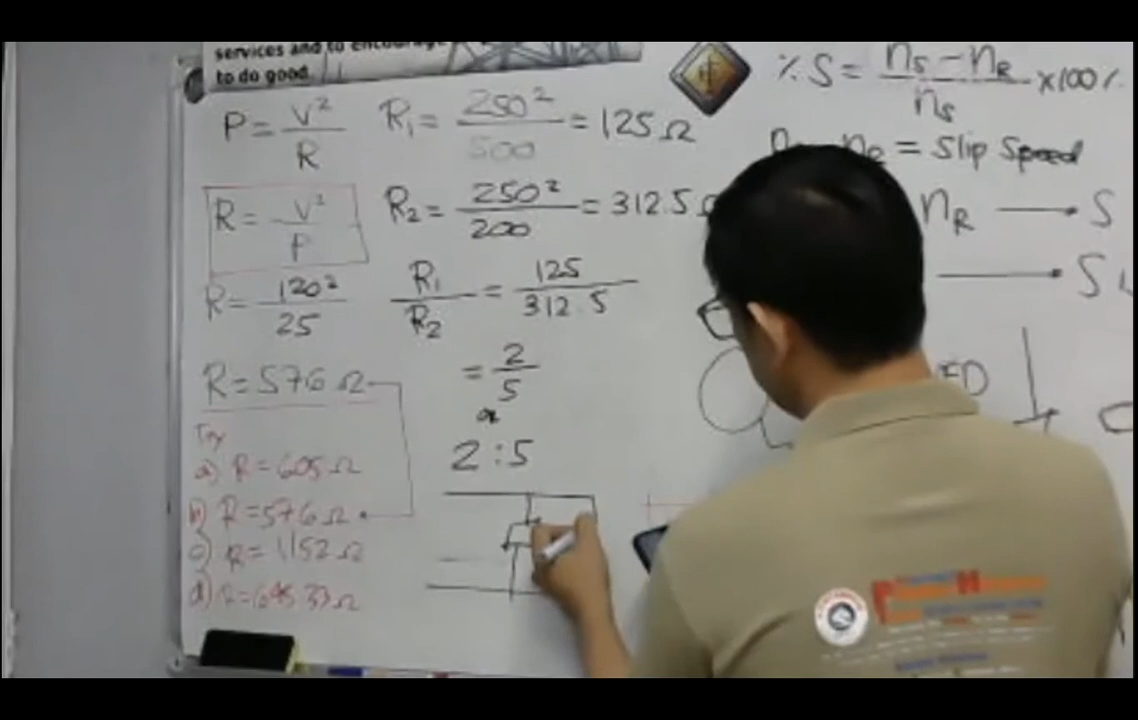 services and to encourage
to do good.
P = V²/R
R = V²/P
R = 120²/25
R = 576 Ω
Try
a) R = 605 Ω
b) R = 576 Ω
c) R = 1152 Ω
d)
R₁ = 250²/500 = 125 Ω
R₂ = 250²/200 = 312.5 Ω
R₁/R₂ = 125/312.5
= 2/5
or
2 : 5
% S = nS - nR / nS × 100%
nR = Slip Speed
nR → S
→ S